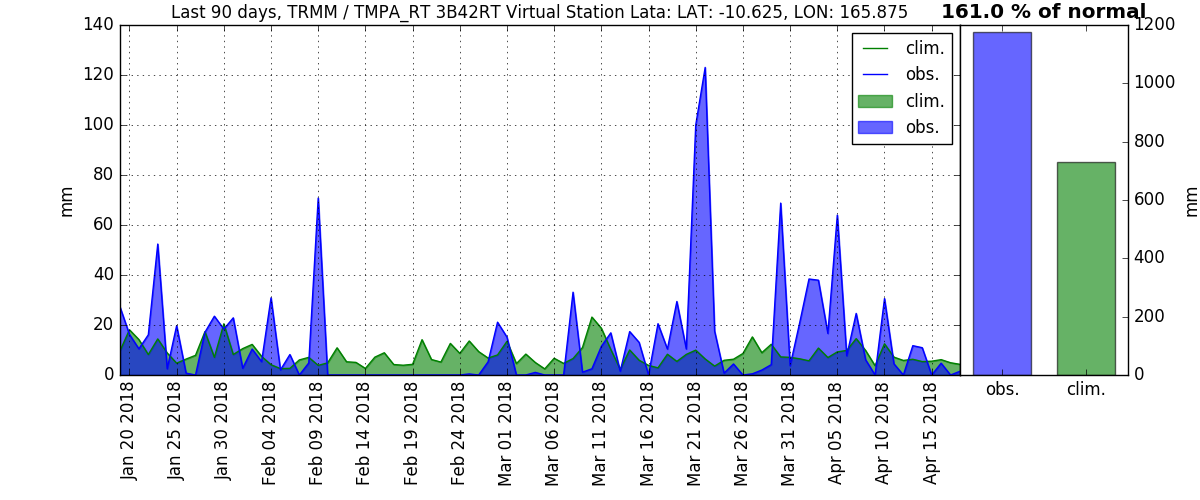 Last 90 days, TRMM / TMPA_RT 3B42RT Virtual Station Lata: LAT: -10.625, LON: 165.875
161.0 % of normal
140
120
100
80
60
40
20
0
mm
clim.
obs.
clim.
obs.
1200
1000
800
600
400
200
0
mm
Jan 20 2018
Jan 25 2018
Jan 30 2018
Feb 04 2018
Feb 09 2018
Feb 14 2018
Feb 19 2018
Feb 24 2018
Mar 01 2018
Mar 06 2018
Mar 11 2018
Mar 16 2018
Mar 21 2018
Mar 26 2018
Mar 31 2018
Apr 05 2018
Apr 10 2018
Apr 15 2018
obs.
clim.